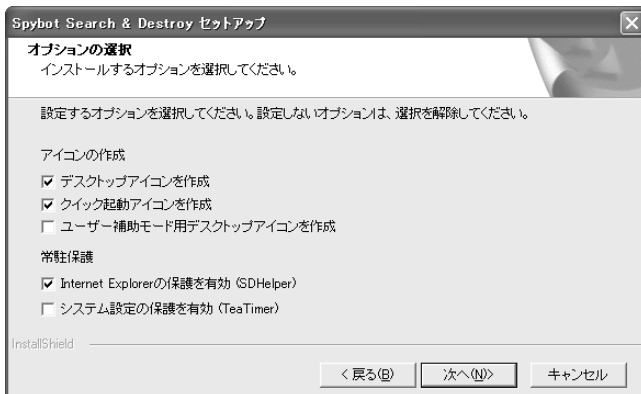 Spybot Search & Destroy セットアップ
オプションの選択
インストールするオプションを選択してください。
設定するオプションを選択してください。設定しないオプションは、選択を解除してください。
アイコンの作成
デスクトップアイコンを作成
クイック起動アイコンを作成
ユーザー補助モード用デスクトップアイコンを作成
常駐保護
Internet Explorerの保護を有効 (SDHelper)
システム設定の保護を有効 (TeaTimer)
InstallShield
< 戻る(B)
次へ(N)>
キャンセル